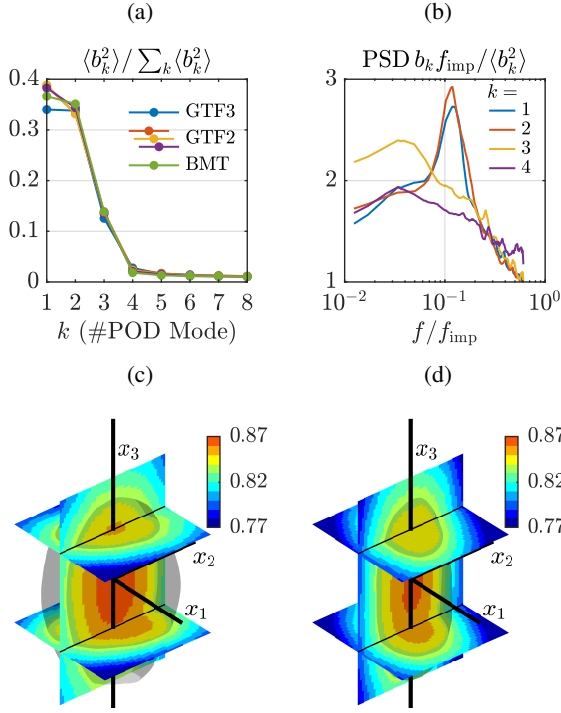 (a)
⟨b_k^2⟩/∑_k⟨b_k^2⟩
0.4
0.3
0.2
0.1
0
GTF3
GTF2
BMT
1 2 3 4 5 6 7 8
k (#POD Mode)
(b)
PSD b_k f_imp/⟨b_k^2⟩
3
2
1
k =
1
2
3
4
10^-2 10^-1 10^0
f/f_imp
(c)
0.87
0.82
0.77
x_3
x_2
x_1
(d)
0.87
0.82
0.77
x_3
x_2
x_1